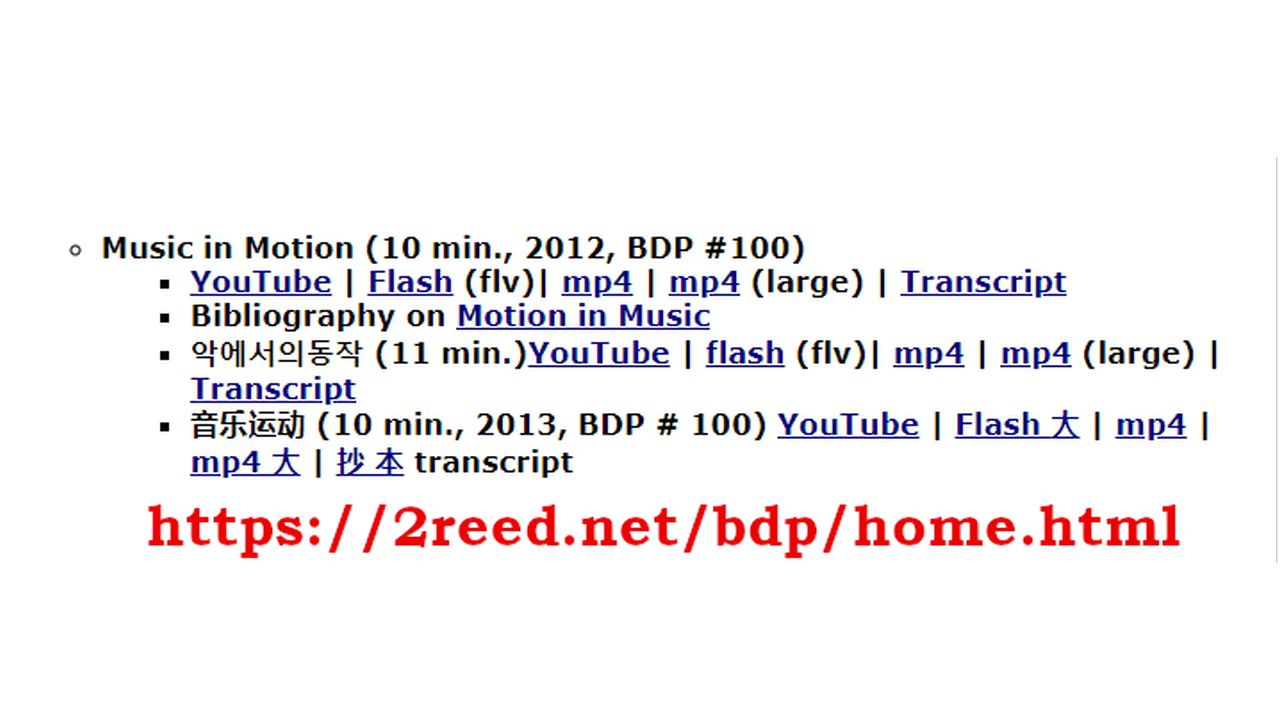 Music in Motion (10 min., 2012, BDP #100)
YouTube | Flash (flv)| mp4 | mp4 (large) | Transcript
Bibliography on Motion in Music
악에서의동작 (11 min.)YouTube | flash (flv)| mp4 | mp4 (large) |
Transcript
音乐运动 (10 min., 2013, BDP # 100) YouTube | Flash 大 | mp4 |
mp4 大 | 抄 本 transcript
https://2reed.net/bdp/home.html